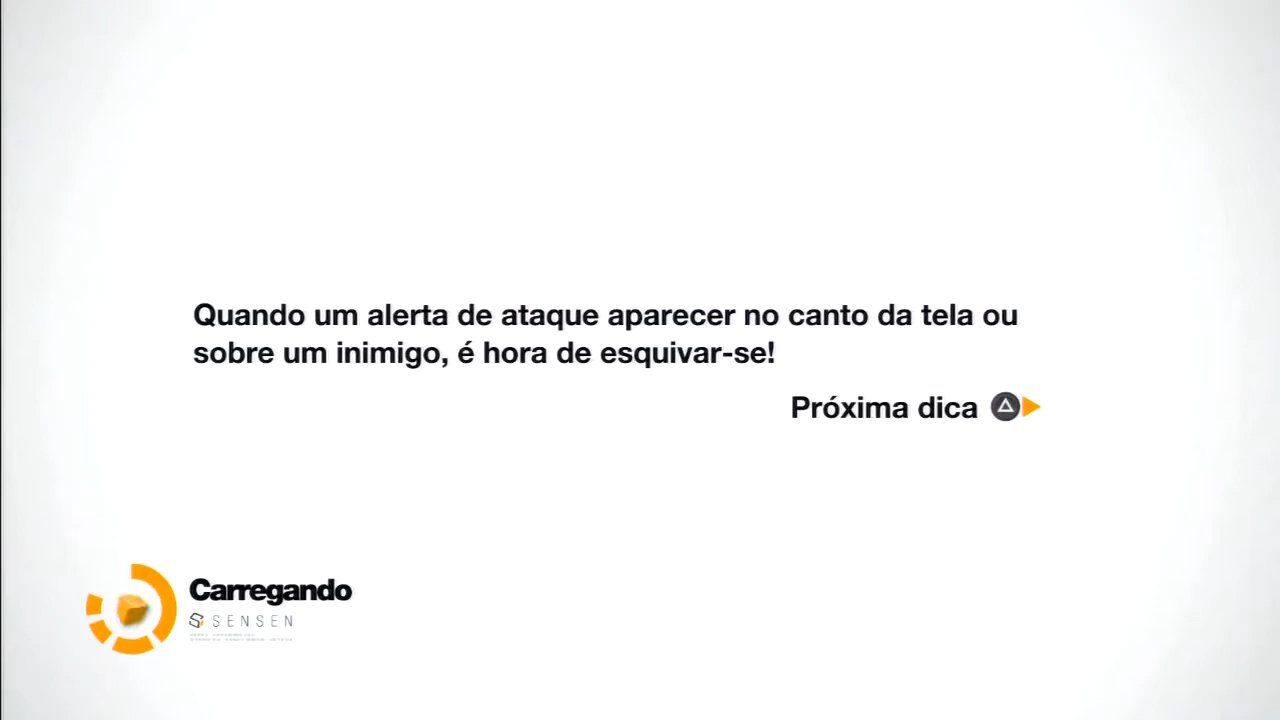 Quando um alerta de ataque aparecer no canto da tela ou
sobre um inimigo, é hora de esquivar-se!
Próxima dica
Carregando
SENSEN